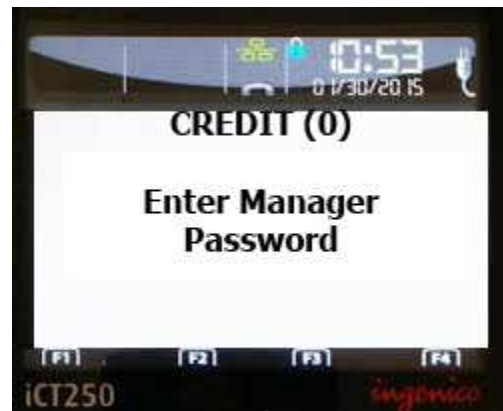 10:53
01/30/2015
CREDIT (0)
Enter Manager
Password
F1 F2 F3 F4
iCT250 ingenico